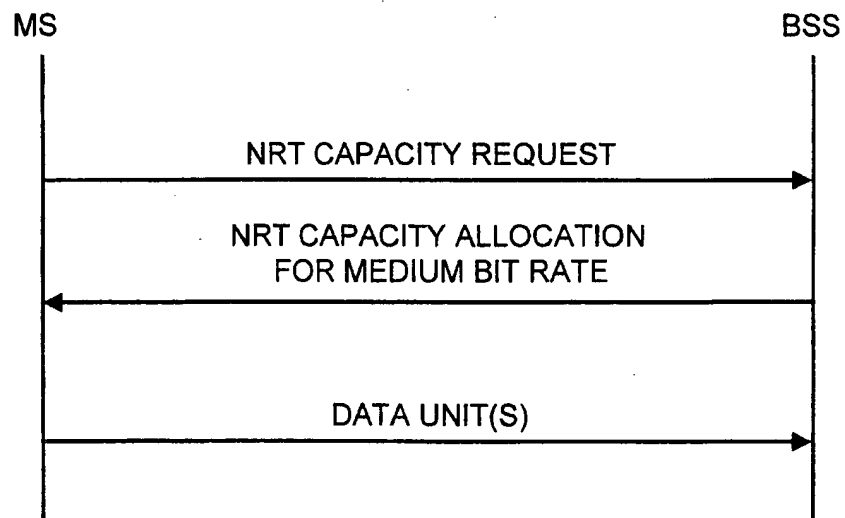 MS
BSS
NRT CAPACITY REQUEST
NRT CAPACITY ALLOCATION
FOR MEDIUM BIT RATE
DATA UNIT(S)